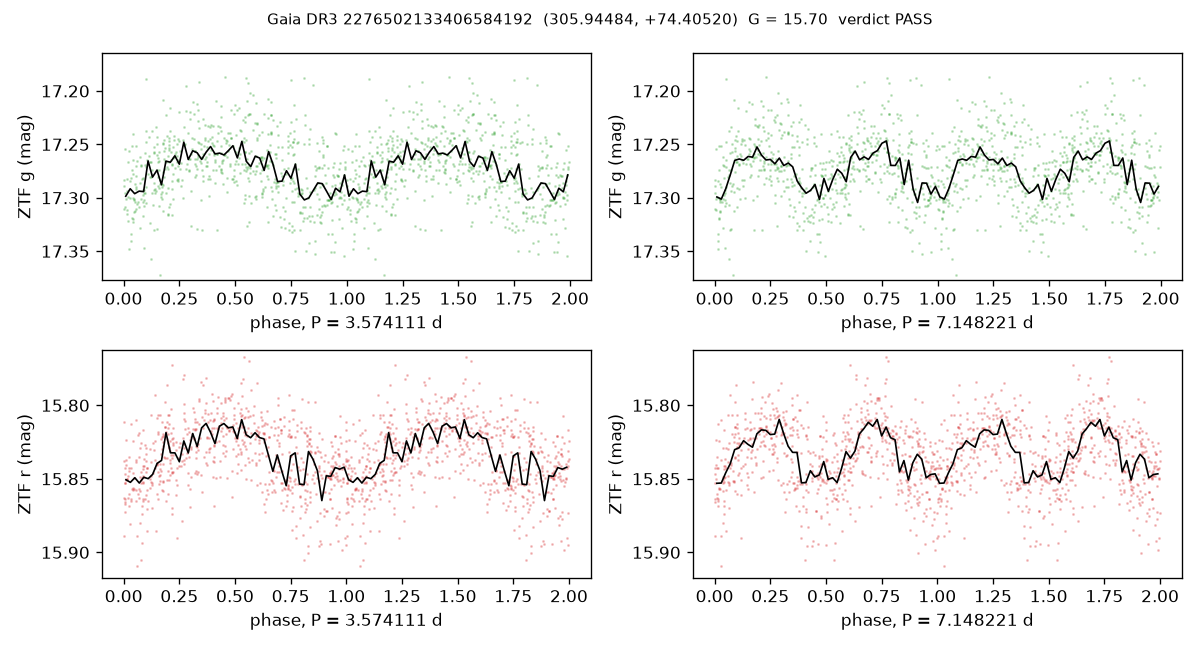 Gaia DR3 2276502133406584192  (305.94484, +74.40520)  G = 15.70  verdict PASS
ZTF g (mag)
17.20
17.25
17.30
17.35
0.00 0.25 0.50 0.75 1.00 1.25 1.50 1.75 2.00
phase, P = 3.574111 d
ZTF g (mag)
17.20
17.25
17.30
17.35
0.00 0.25 0.50 0.75 1.00 1.25 1.50 1.75 2.00
phase, P = 7.148221 d
ZTF r (mag)
15.80
15.85
15.90
0.00 0.25 0.50 0.75 1.00 1.25 1.50 1.75 2.00
phase, P = 3.574111 d
ZTF r (mag)
15.80
15.85
15.90
0.00 0.25 0.50 0.75 1.00 1.25 1.50 1.75 2.00
phase, P = 7.148221 d